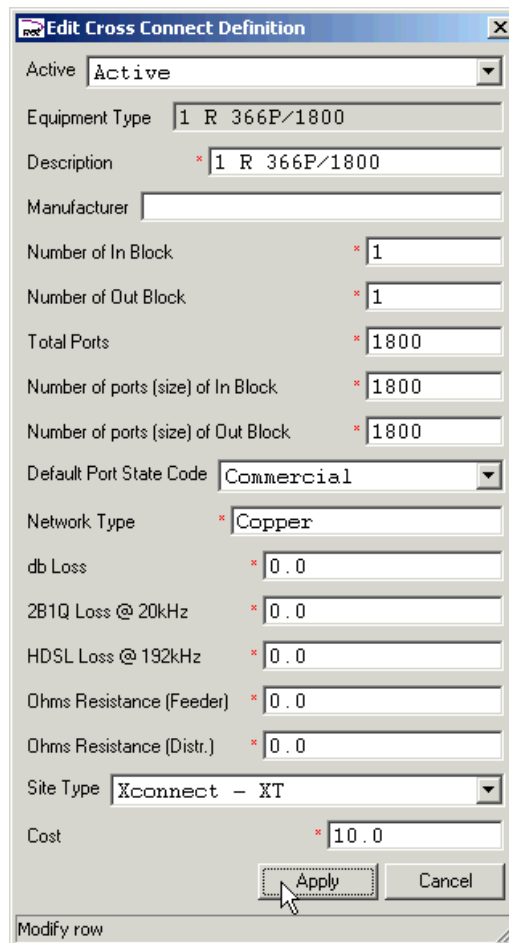 Edit Cross Connect Definition
Active Active
Equipment Type 1 R 366P/1800
Description * 1 R 366P/1800
Manufacturer
Number of In Block * 1
Number of Out Block * 1
Total Ports * 1800
Number of ports (size) of In Block * 1800
Number of ports (size) of Out Block * 1800
Default Port State Code Commercial
Network Type * Copper
db Loss * 0.0
2B1Q Loss @ 20kHz * 0.0
HDSL Loss @ 192kHz * 0.0
Ohms Resistance (Feeder) * 0.0
Ohms Resistance (Distr.) * 0.0
Site Type Xconnect - XT
Cost * 10.0
Apply Cancel
Modify row